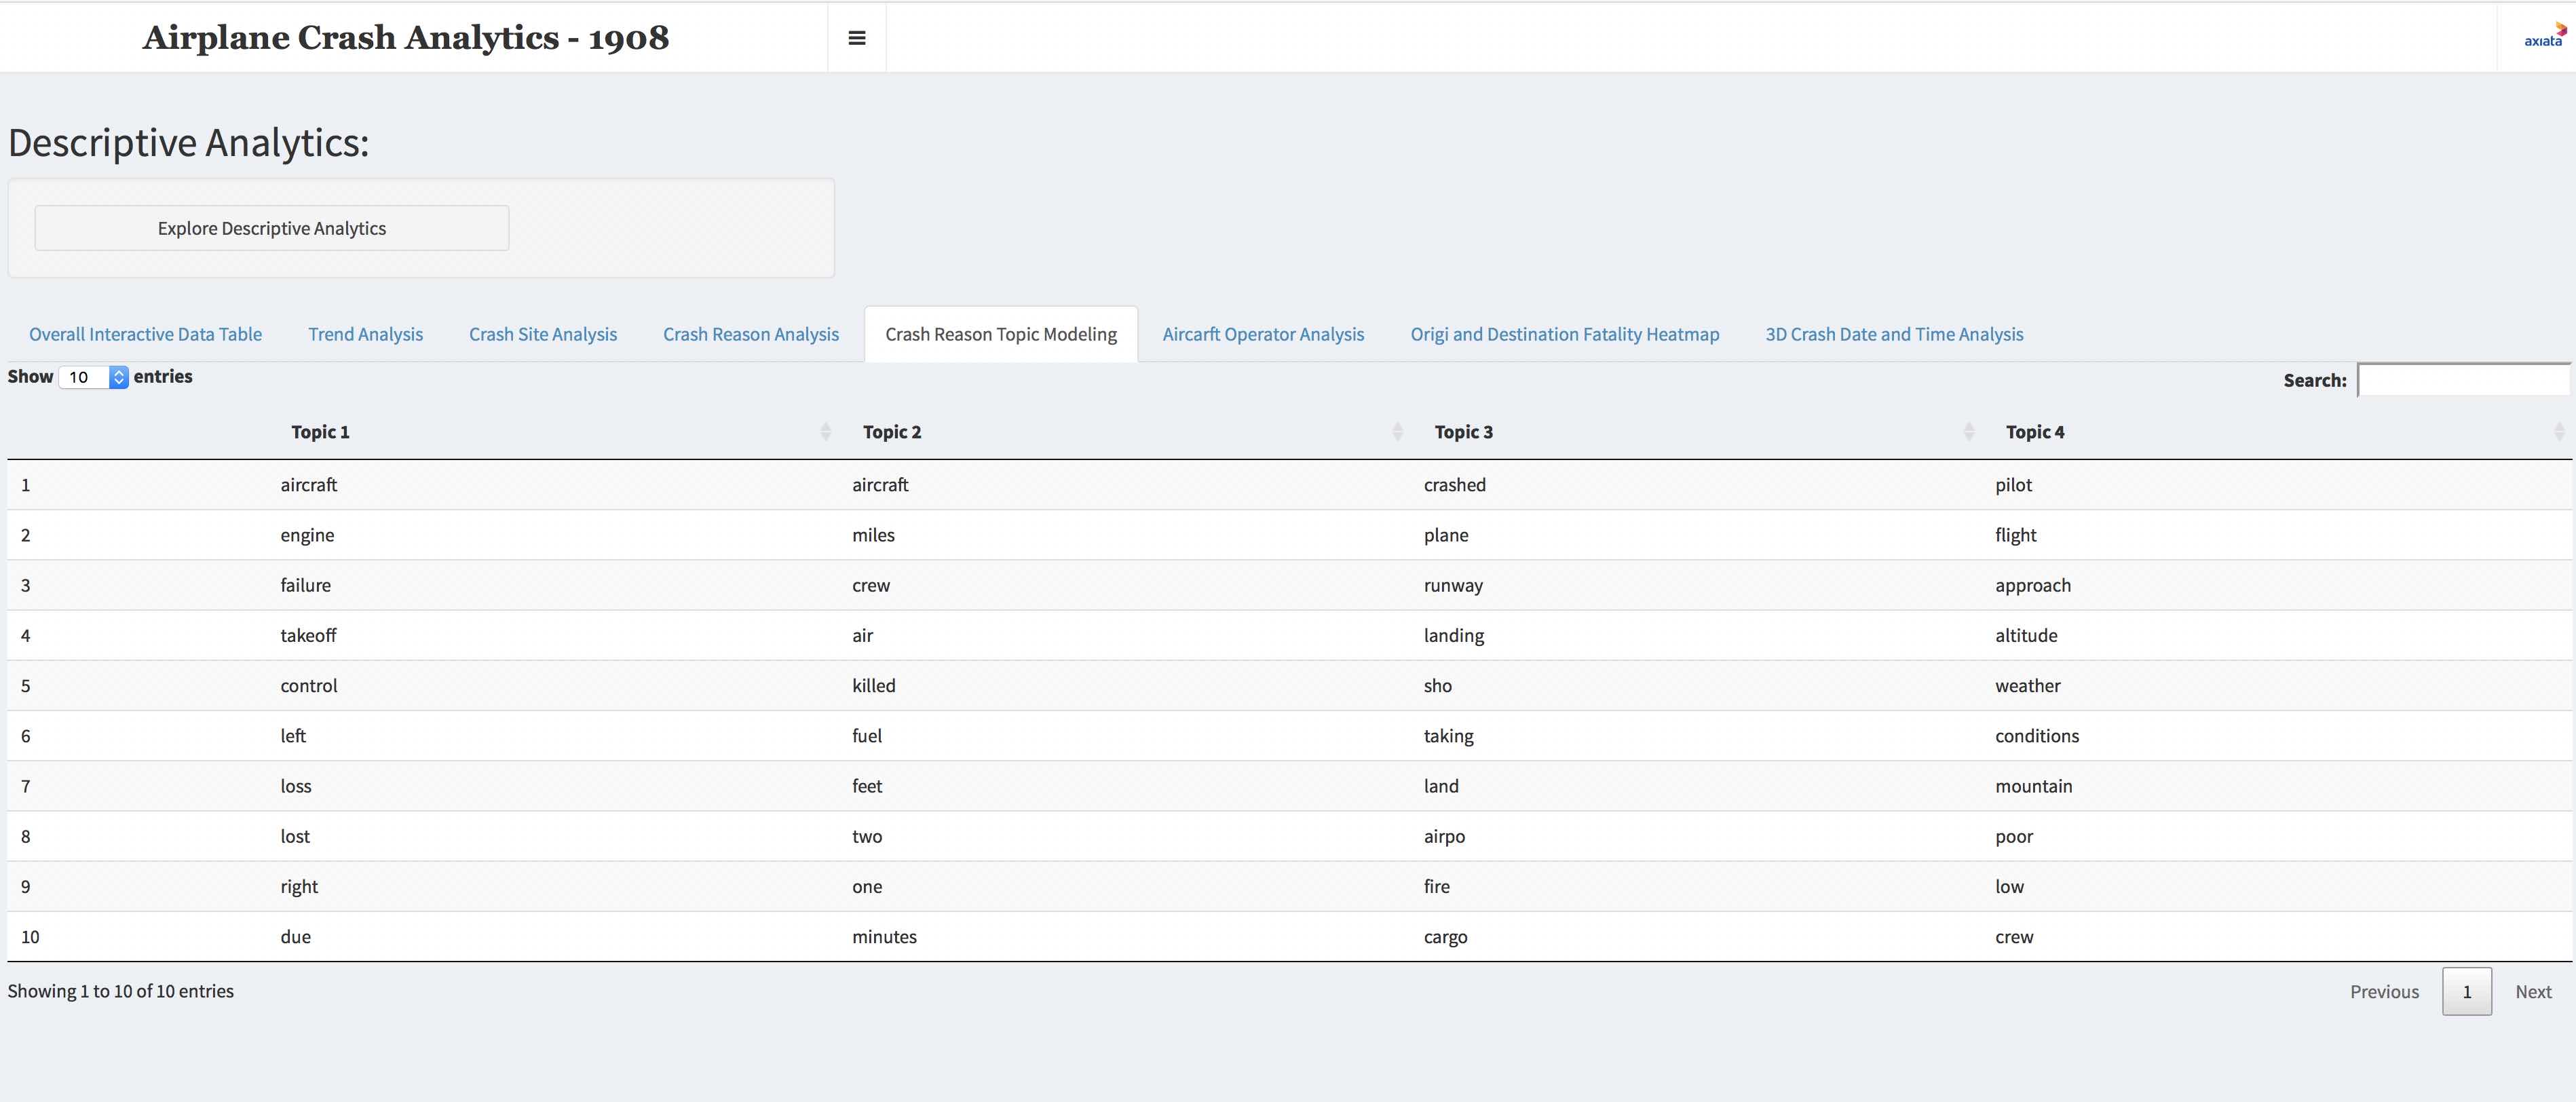 Airplane Crash Analytics - 1908
axiata
Descriptive Analytics:
Explore Descriptive Analytics
Overall Interactive Data Table Trend Analysis Crash Site Analysis Crash Reason Analysis Crash Reason Topic Modeling Aircarft Operator Analysis Origi and Destination Fatality Heatmap 3D Crash Date and Time Analysis
Show 10 entries Search:
Topic 1 Topic 2 Topic 3 Topic 4
1 aircraft aircraft crashed pilot
2 engine miles plane flight
3 failure crew runway approach
4 takeoff air landing altitude
5 control killed sho weather
6 left fuel taking conditions
7 loss feet land mountain
8 lost two airpo poor
9 right one fire low
10 due minutes cargo crew
Showing 1 to 10 of 10 entries Previous 1 Next